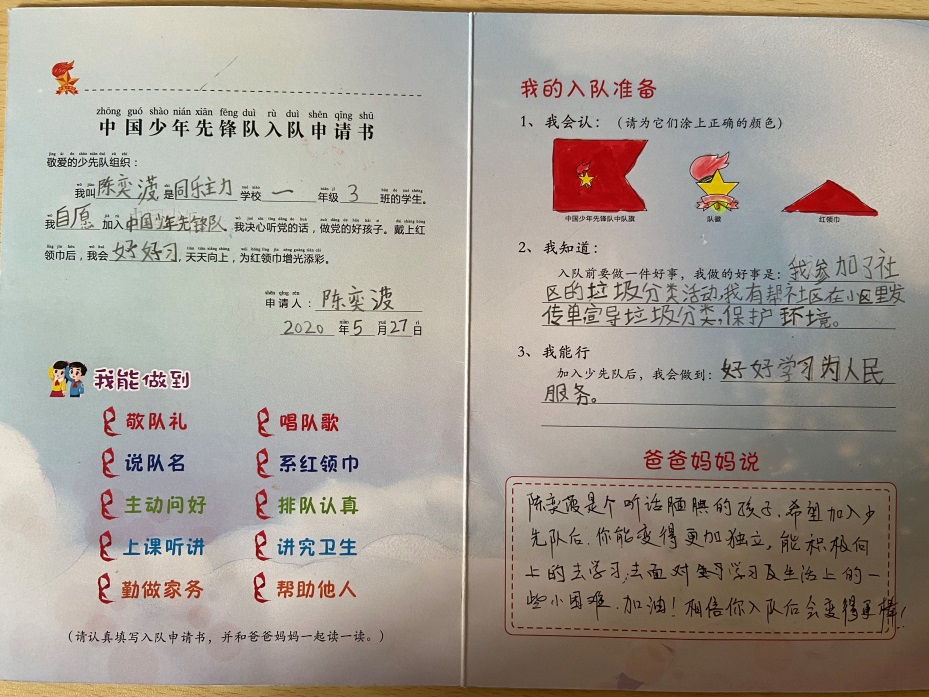 zhōng guó shào nián xiān fēng duì rù duì shēn qǐng shū
中国少年先锋队入队申请书
敬爱的少先队组织：
我叫陈奕菠是同乐主力学校一年级3班的学生。
我自愿加入中国少年先锋队，我决心听党的话，做党的好孩子。戴上红
领巾后，我会好好习，天天向上，为红领巾增光添彩。
申请人：陈奕菠
2020年5月27日
我能做到
敬队礼 唱队歌
说队名 系红领巾
主动问好 排队认真
上课听讲 讲究卫生
勤做家务 帮助他人
（请认真填写入队申请书，并和爸爸妈妈一起读一读。）
我的入队准备
1、我会认：（请为它们涂上正确的颜色）
中国少年先锋队中队旗 队徽 红领巾
2、我知道：
入队前要做一件好事，我做的好事是：我参加了社
区的垃圾分类活动,我有帮社区在小区里发
传单宣导垃圾分类,保护环境。
3、我能行
加入少先队后，我会做到：好好学习为人民
服务。
爸爸妈妈说
陈奕菠是个听话腼腆的孩子.希望加入少
先队后.你能变得更加独立,能积极向
上的去学习,去面对学习及生活上的一
些小困难.加油!相信你入队后会变得更棒!!